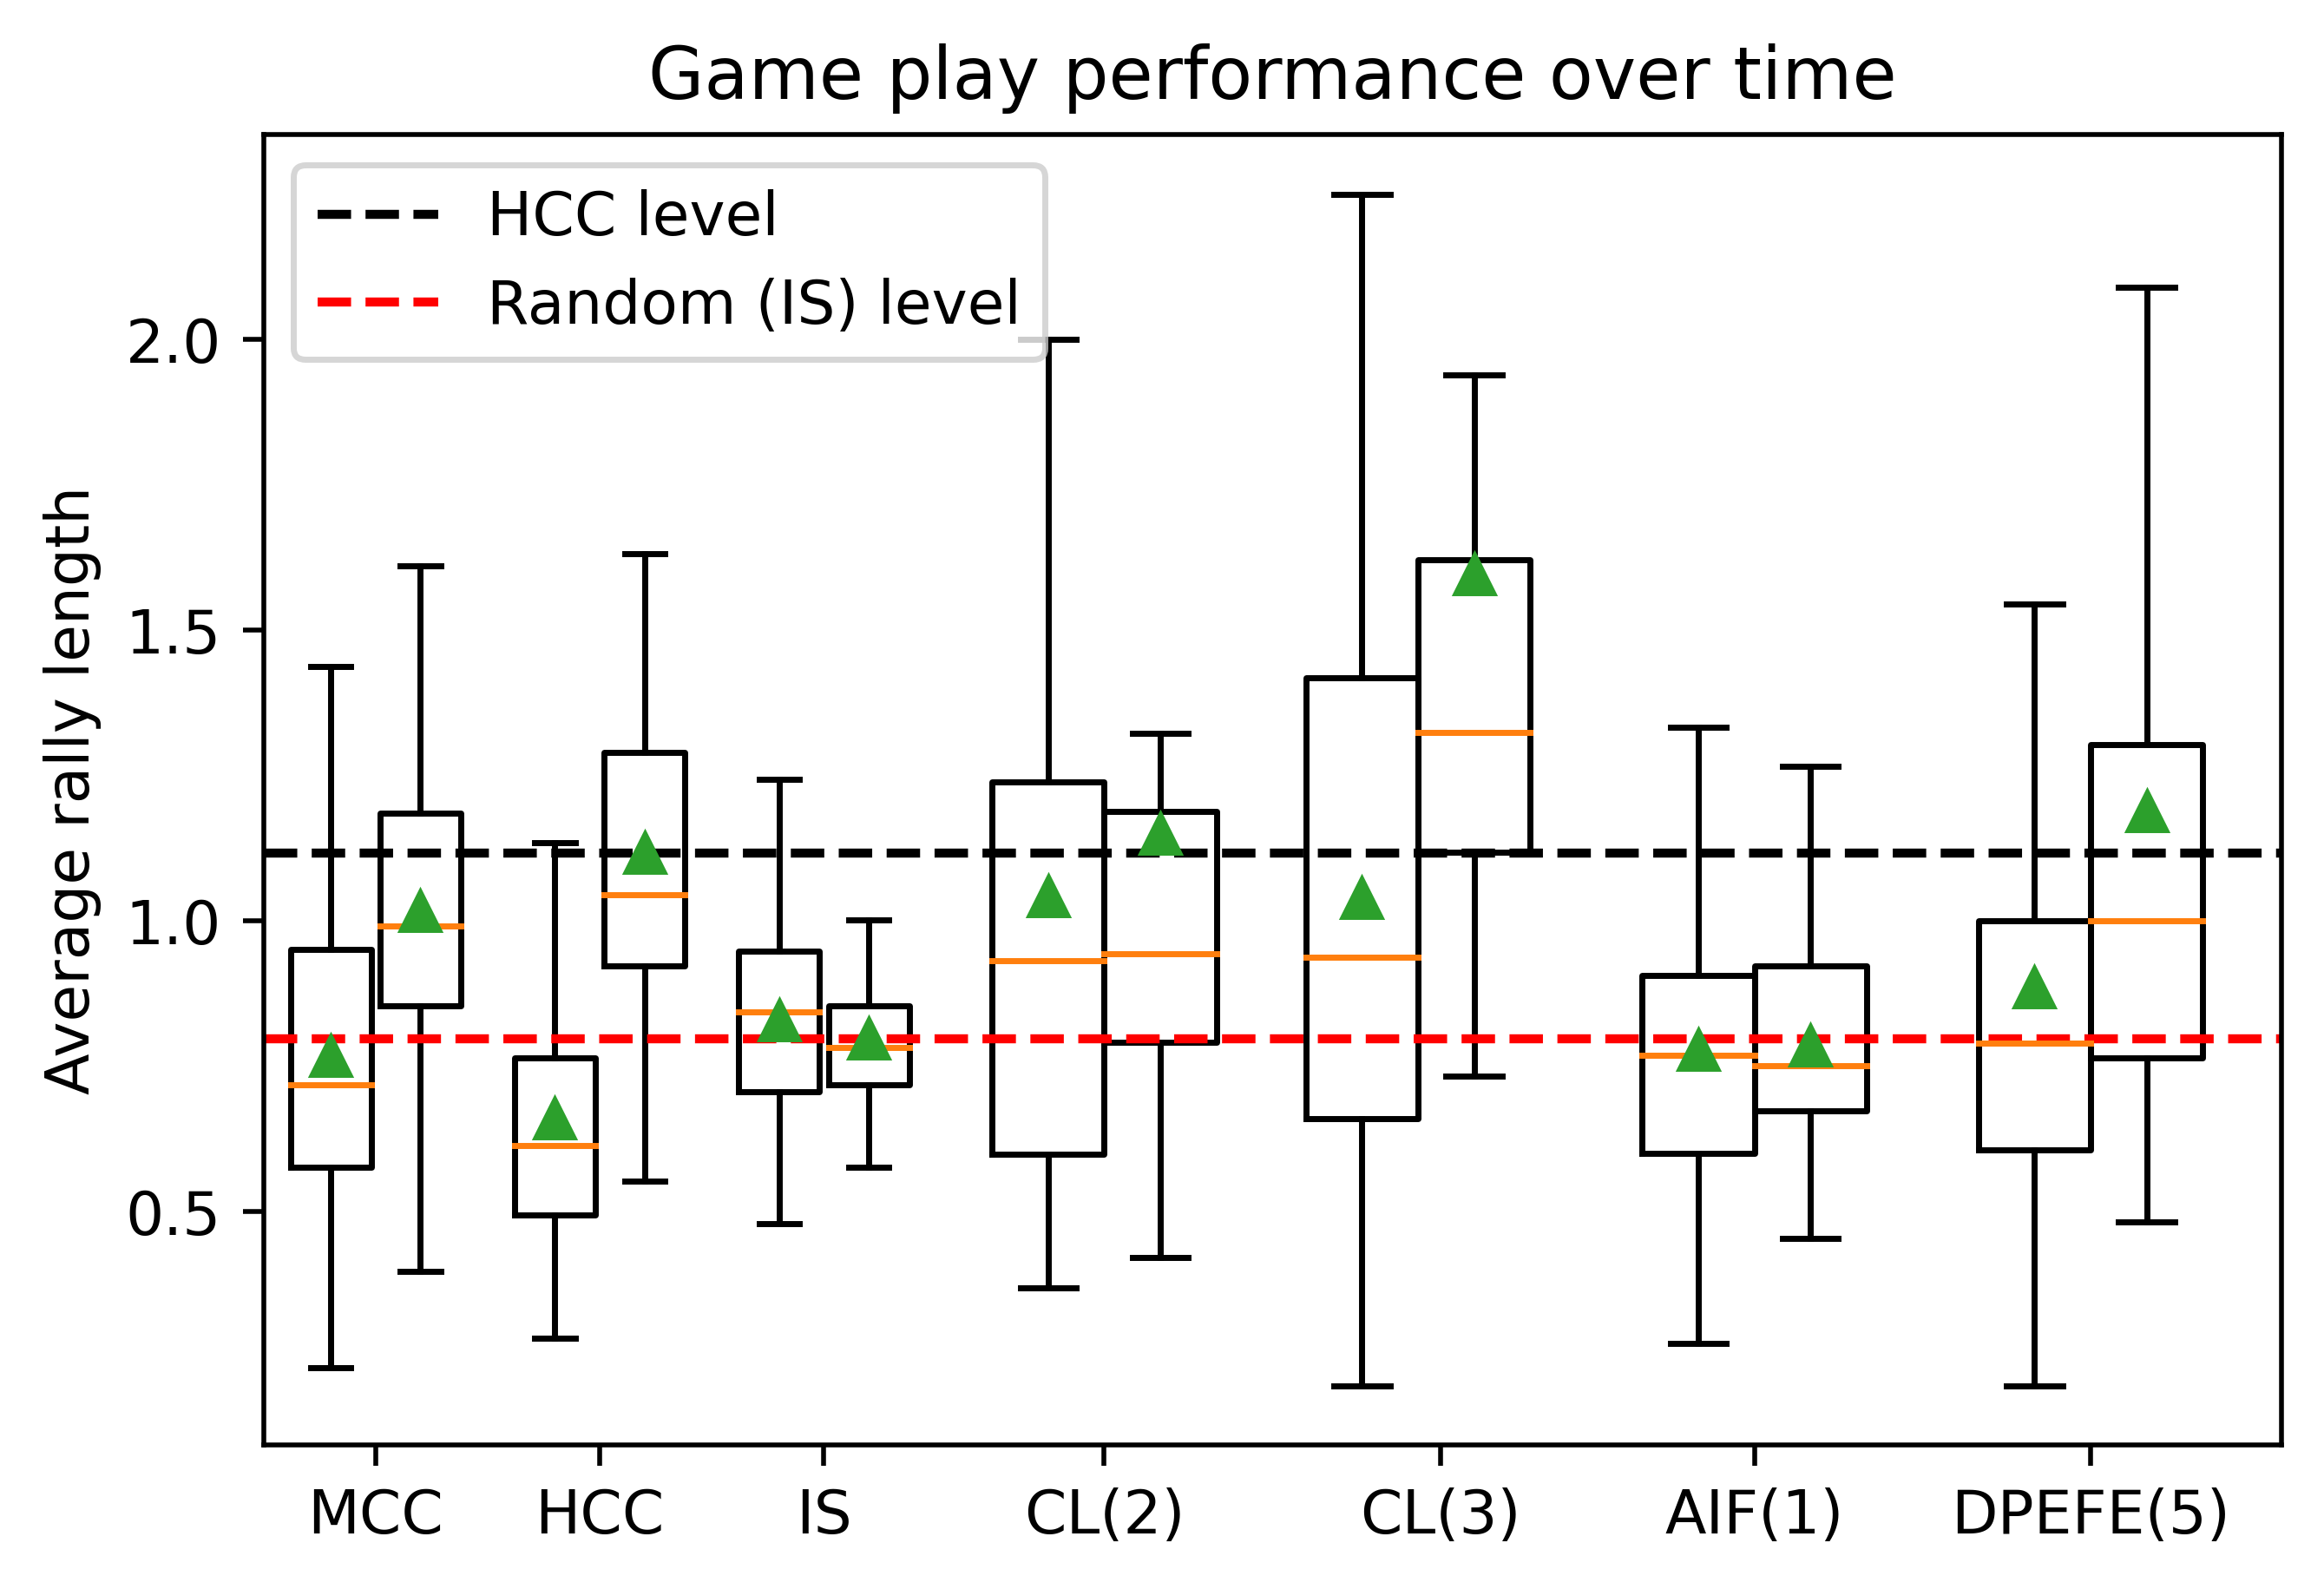 Game play performance over time
HCC level
Random (IS) level
Average rally length
2.0
1.5
1.0
0.5
MCC HCC IS CL(2) CL(3) AIF(1) DPEFE(5)